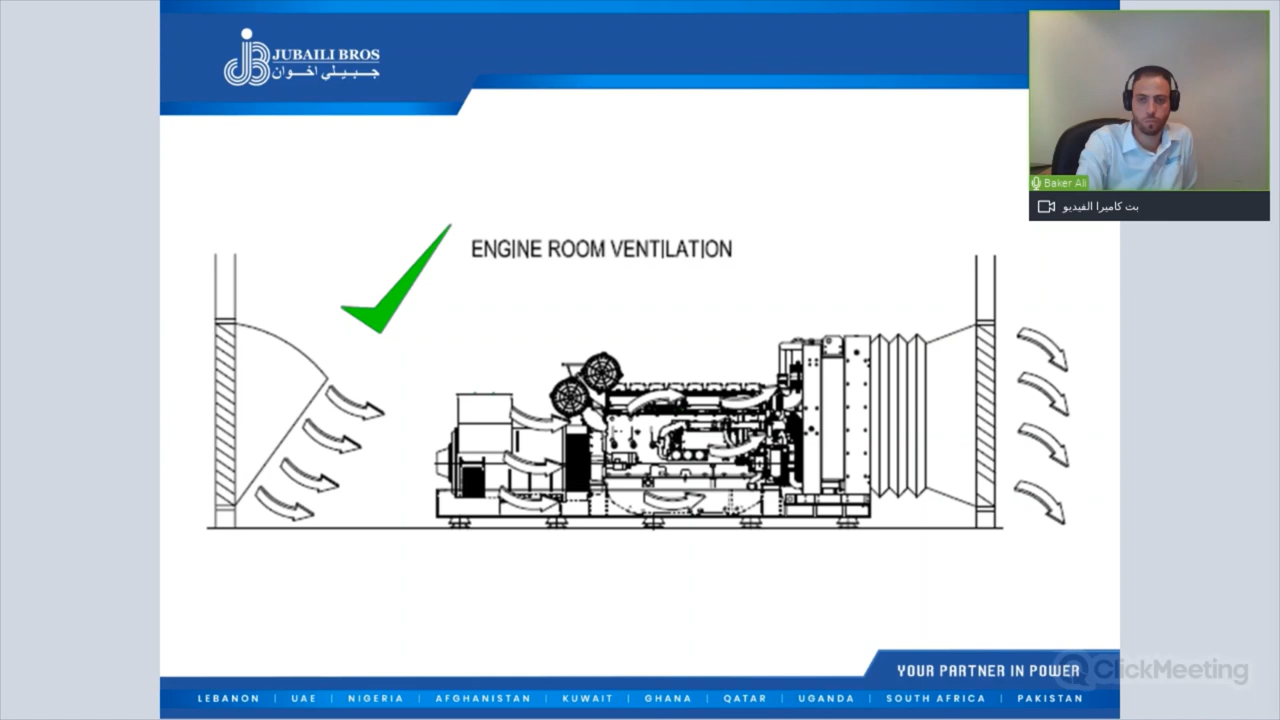 JUBAILI BROS
جبيلي اخوان
Baker Ali
بت كاميرا الفيديو
ENGINE ROOM VENTILATION
YOUR PARTNER IN POWER
ClickMeeting
LEBANON | UAE | NIGERIA | AFGHANISTAN | KUWAIT | GHANA | QATAR | UGANDA | SOUTH AFRICA | PAKISTAN